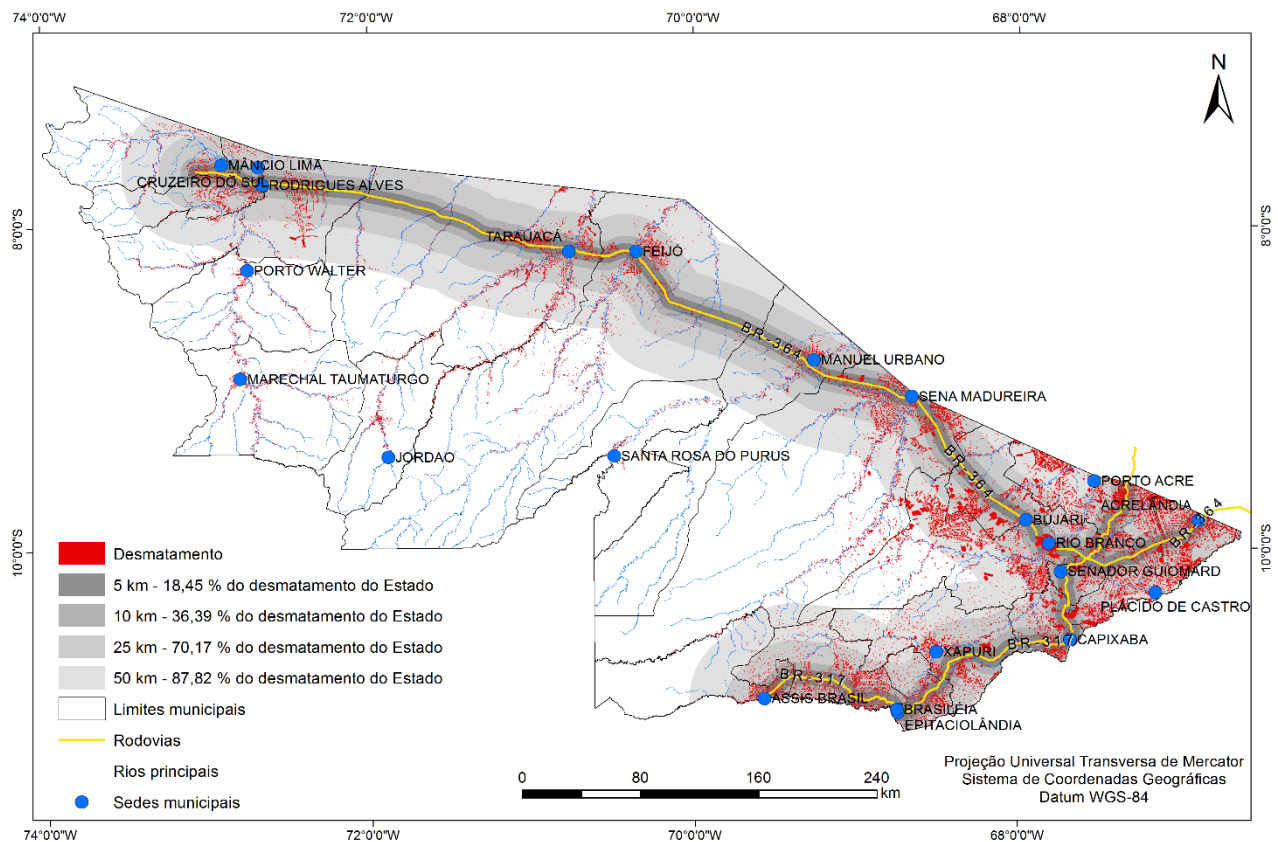 74°0'0"W
72°0'0"W
70°0'0"W
68°0'0"W
N
MÂNCIO LIMA
CRUZEIRO DO SUL
RODRIGUES ALVES
8°0'0"S
8°0'0"S
TARAUACÁ
FEIJÓ
PORTO WALTER
BR-364
MANUEL URBANO
MARECHAL TAUMATURGO
SENA MADUREIRA
JORDAO
SANTA ROSA DO PURUS
BR-364
PORTO ACRE
ACRELÂNDIA
BR-364
BUJARI
RIO BRANCO
10°0'0"S
10°0'0"S
SENADOR GUIOMARD
PLÁCIDO DE CASTRO
BR-317
CAPIXABA
XAPURI
BR-317
ASSIS BRASIL
BRASILÉIA
EPITACIOLÂNDIA
Desmatamento
5 km - 18,45 % do desmatamento do Estado
10 km - 36,39 % do desmatamento do Estado
25 km - 70,17 % do desmatamento do Estado
50 km - 87,82 % do desmatamento do Estado
Limites municipais
Rodovias
Rios principais
Sedes municipais
0 80 160 240
km
Projeção Universal Transversa de Mercator
Sistema de Coordenadas Geográficas
Datum WGS-84
74°0'0"W
72°0'0"W
70°0'0"W
68°0'0"W